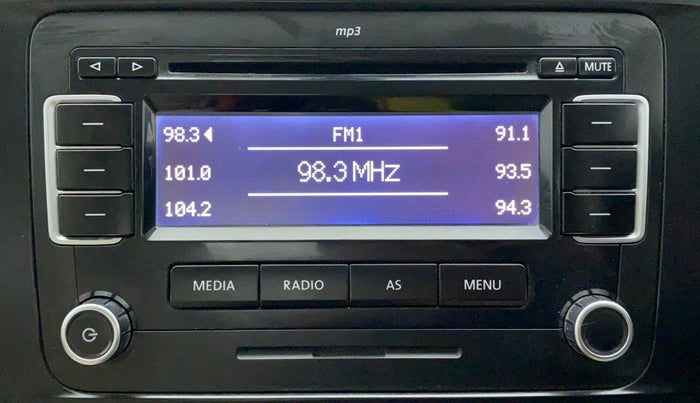 mp3
MUTE
98.3 FM1 91.1
101.0 98.3 MHz 93.5
104.2 94.3
MEDIA RADIO AS MENU